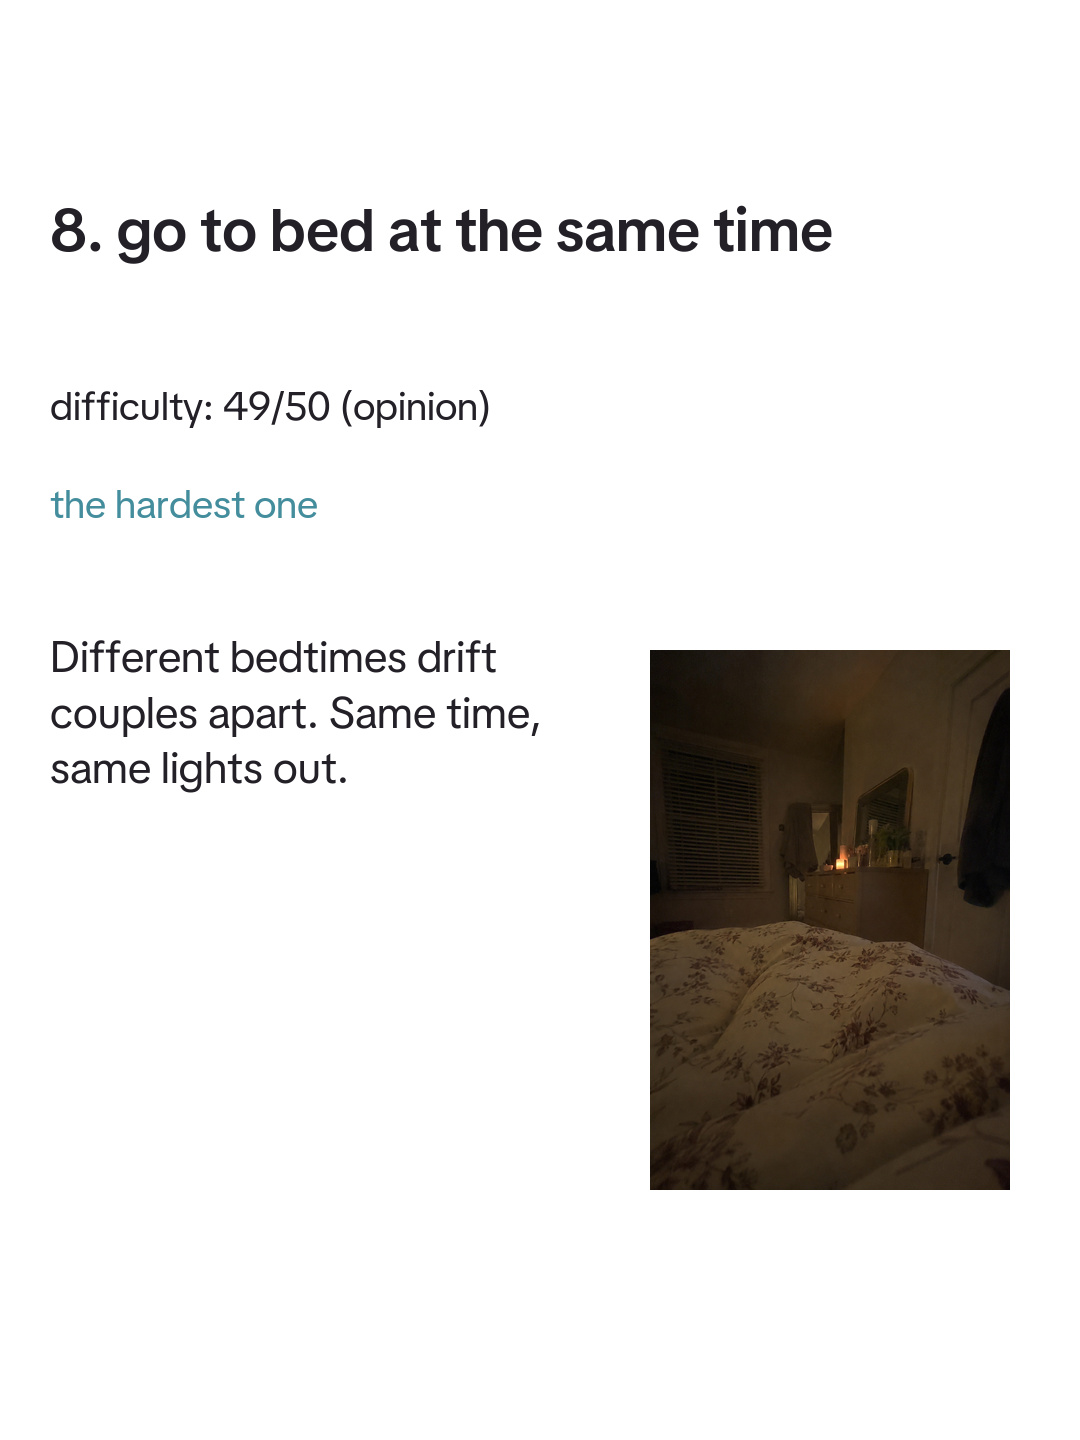 8. go to bed at the same time
difficulty: 49/50 (opinion)
the hardest one
Different bedtimes drift
couples apart. Same time,
same lights out.